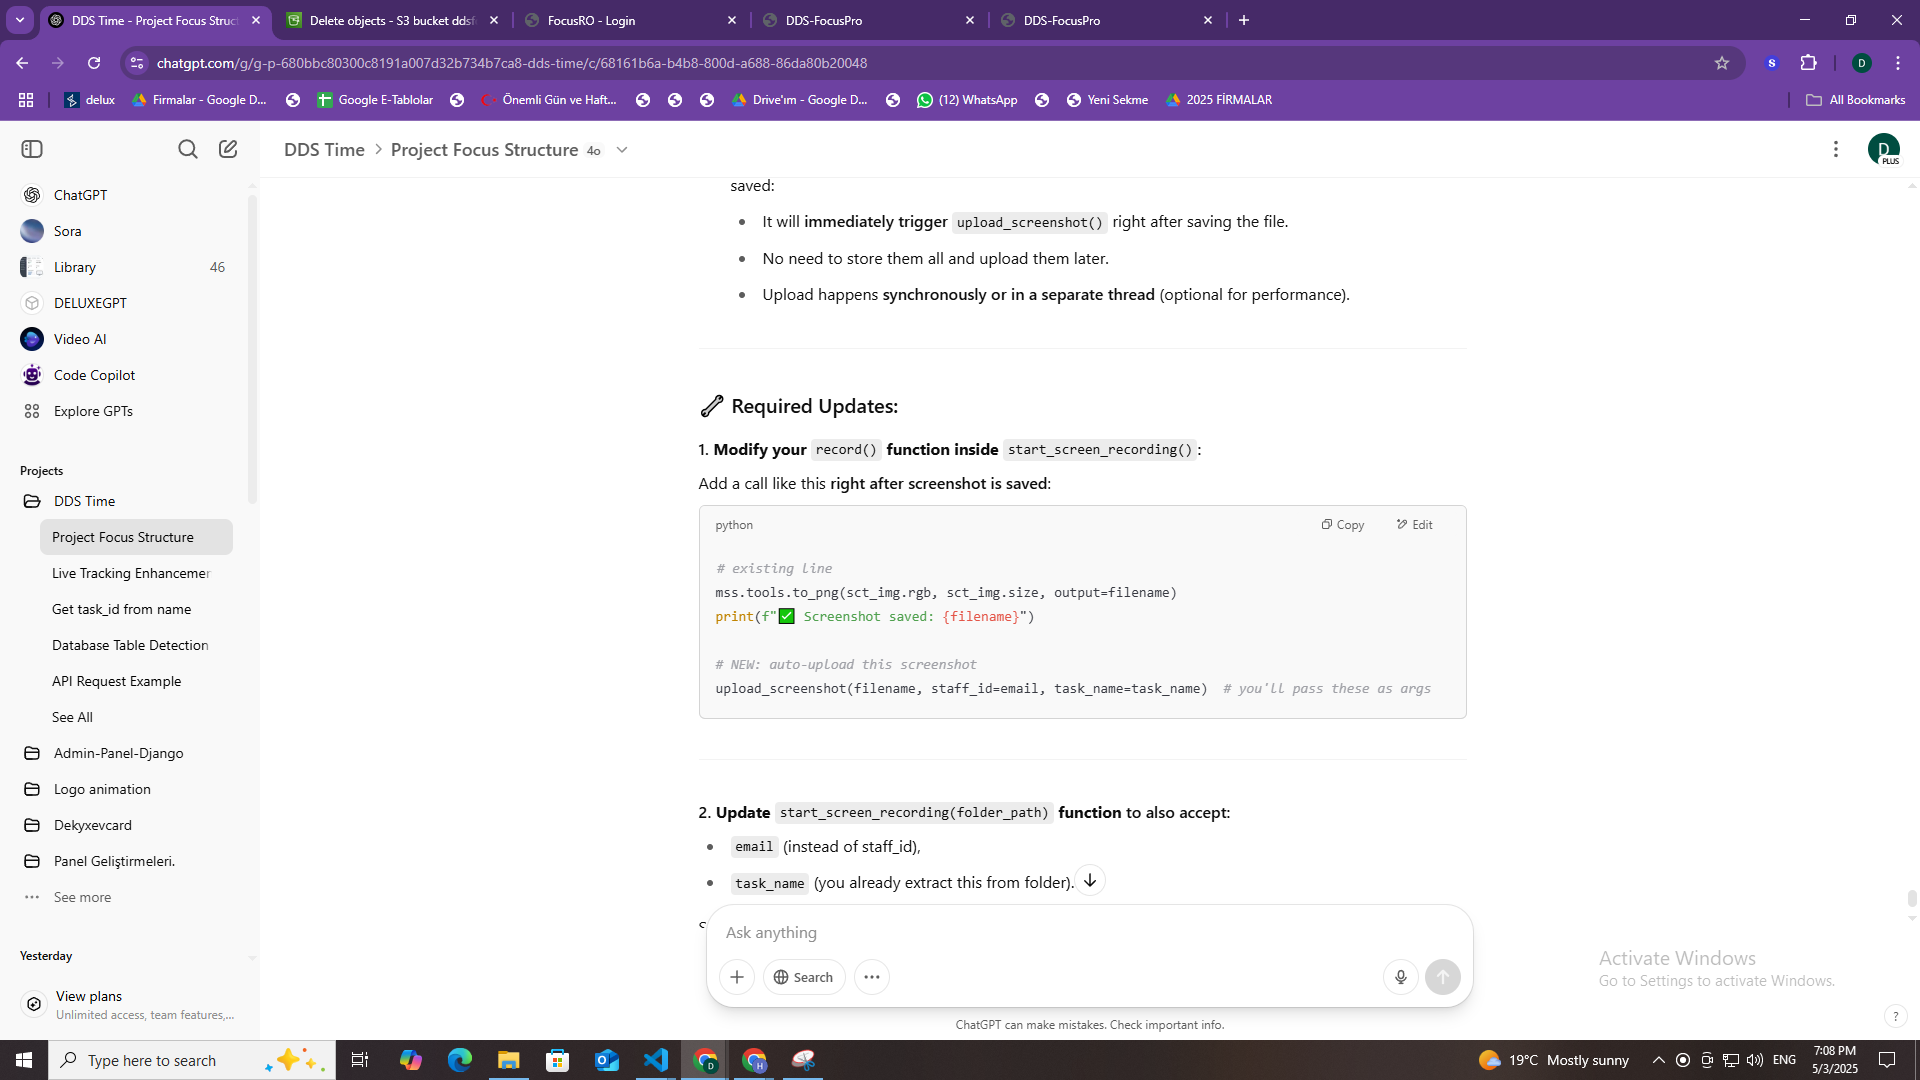 DDS Time - Project Focus Struct
Delete objects - S3 bucket ddsf
FocusRO - Login
DDS-FocusPro
DDS-FocusPro
chatgpt.com/g/g-p-680bbc80300c8191a007d32b734b7ca8-dds-time/c/68161b6a-b4b8-800d-a688-86da80b20048
S
D
delux
Firmalar - Google D...
Google E-Tablolar
Önemli Gün ve Haft...
Drive'ım - Google D...
(12) WhatsApp
Yeni Sekme
2025 FİRMALAR
All Bookmarks
ChatGPT
Sora
Library 46
DELUXEGPT
Video AI
Code Copilot
Explore GPTs
Projects
DDS Time
Project Focus Structure
Live Tracking Enhancemer
Get task_id from name
Database Table Detection
API Request Example
See All
Admin-Panel-Django
Logo animation
Dekyxevcard
Panel Geliştirmeleri.
See more
Yesterday
View plans
Unlimited access, team features,...
DDS Time > Project Focus Structure 4o
D
PLUS
saved:
• It will immediately trigger upload_screenshot() right after saving the file.
• No need to store them all and upload them later.
• Upload happens synchronously or in a separate thread (optional for performance).
🔧 Required Updates:
1. Modify your record() function inside start_screen_recording():
Add a call like this right after screenshot is saved:
python Copy Edit
# existing line
mss.tools.to_png(sct_img.rgb, sct_img.size, output=filename)
print(f"✅ Screenshot saved: {filename}")
# NEW: auto-upload this screenshot
upload_screenshot(filename, staff_id=email, task_name=task_name)  # you'll pass these as args
2. Update start_screen_recording(folder_path) function to also accept:
• email (instead of staff_id),
• task_name (you already extract this from folder).
Ask anything
Search
ChatGPT can make mistakes. Check important info.
?
Activate Windows
Go to Settings to activate Windows.
Type here to search
D
H
19°C Mostly sunny
ENG
7:08 PM
5/3/2025